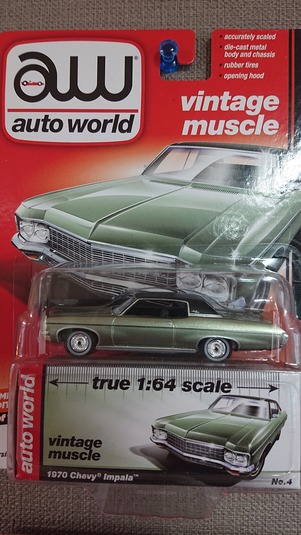 aw
auto world
• accurately scaled
• die-cast metal
body and chassis
• rubber tires
• opening hood
vintage
muscle
true 1:64 scale
auto world
vintage
muscle
1970 Chevy Impala™
No.4